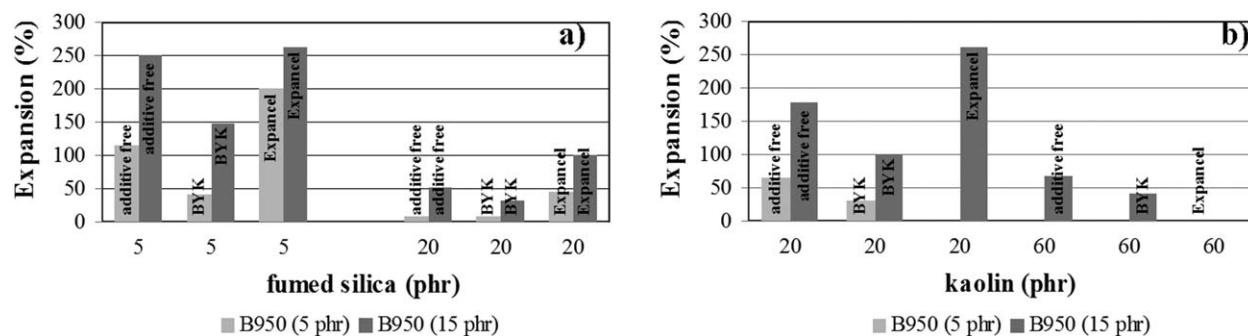 a)
Expansion (%)
300
250
200
150
100
50
0
additive free
additive free
BYK
BYK
Expancel
Expancel
additive free
additive free
BYK
BYK
Expancel
Expancel
5 5 5 20 20 20
fumed silica (phr)
B950 (5 phr) B950 (15 phr)
b)
Expansion (%)
300
250
200
150
100
50
0
additive free
additive free
BYK
BYK
Expancel
additive free
BYK
Expancel
20 20 20 60 60 60
kaolin (phr)
B950 (5 phr) B950 (15 phr)